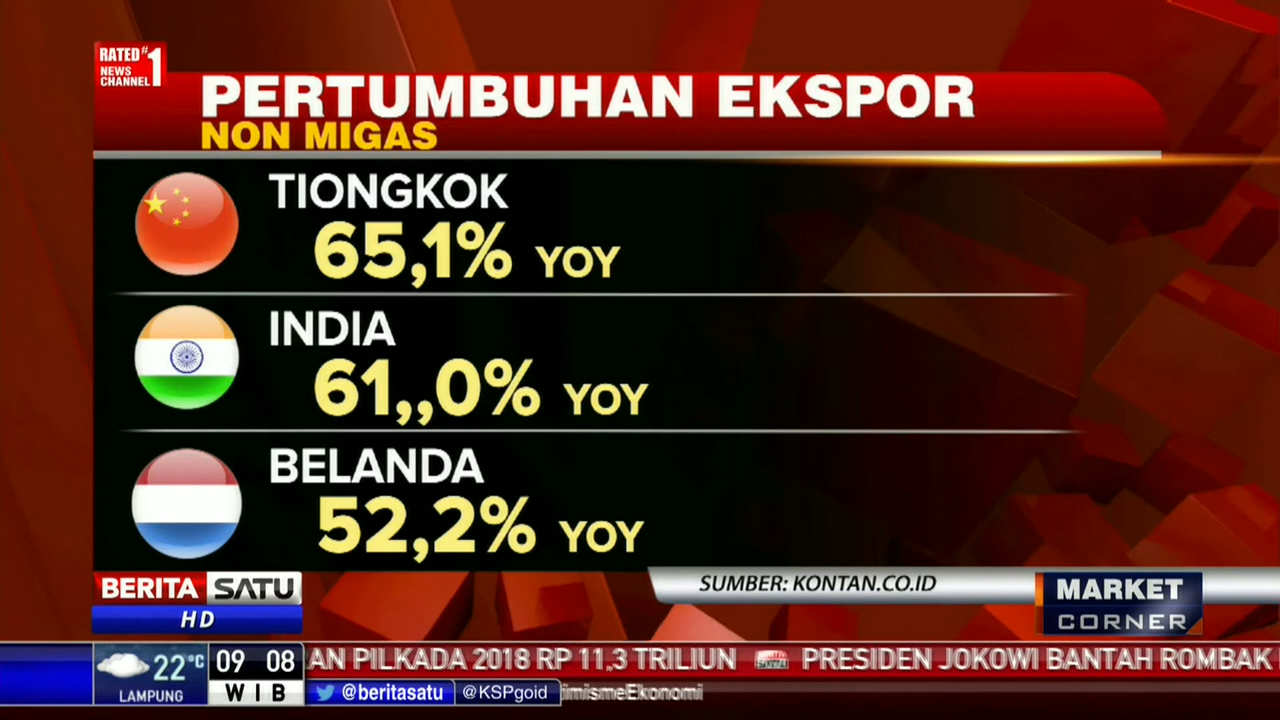 RATED #1
NEWS
CHANNEL
PERTUMBUHAN EKSPOR
NON MIGAS
TIONGKOK
65,1% YOY
INDIA
61,,0% YOY
BELANDA
52,2% YOY
BERITA SATU
HD
SUMBER: KONTAN.CO.ID
MARKET
CORNER
22°C
LAMPUNG
09 08
WIB
AN PILKADA 2018 RP 11,3 TRILIUN PRESIDEN JOKOWI BANTAH ROMBAK
@beritasatu @KSPgoid imismeEkonomi